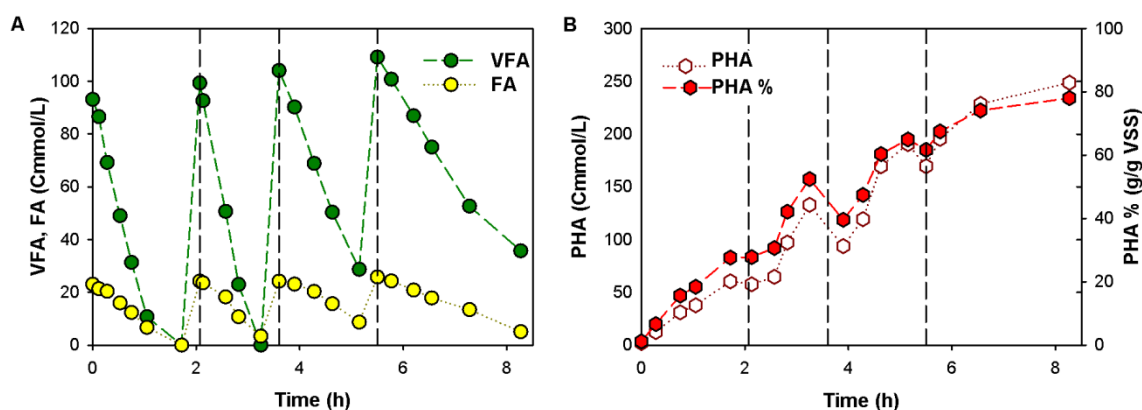 A
VFA, FA (Cmmol/L)
120
100
80
60
40
20
0
VFA
FA
0 2 4 6 8
Time (h)
B
PHA (Cmmol/L)
300
250
200
150
100
50
0
PHA
PHA %
100
80
60
40
20
0
PHA % (g/g VSS)
0 2 4 6 8
Time (h)